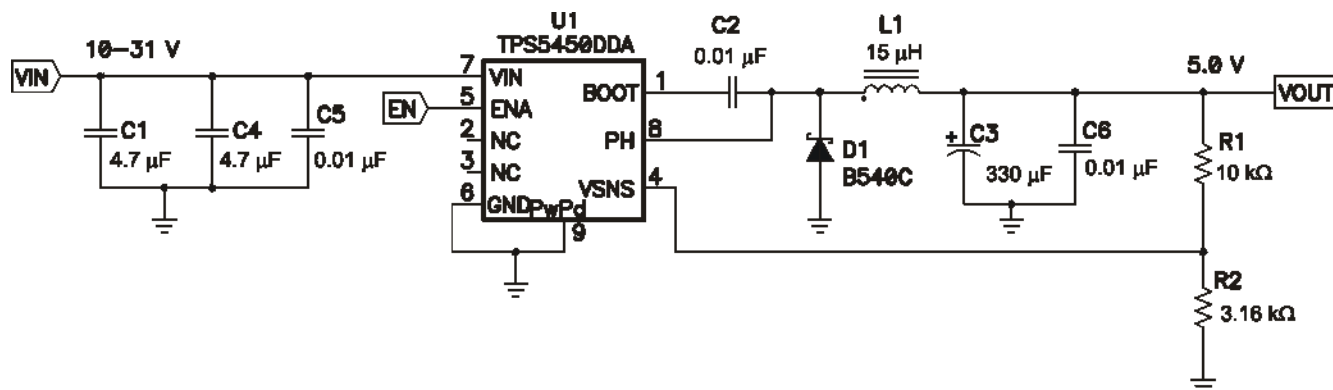 U1
TPS5450DDA
C2
0.01 µF
L1
15 µH
10-31 V
5.0 V
VIN
7
VIN
BOOT
1
VOUT
EN
5
ENA
C1
4.7 µF
C4
4.7 µF
C5
0.01 µF
2
NC
PH
8
3
NC
D1
B540C
+
C3
330 µF
C6
0.01 µF
R1
10 kΩ
VSNS
4
6
GND
PwPd
9
R2
3.16 kΩ